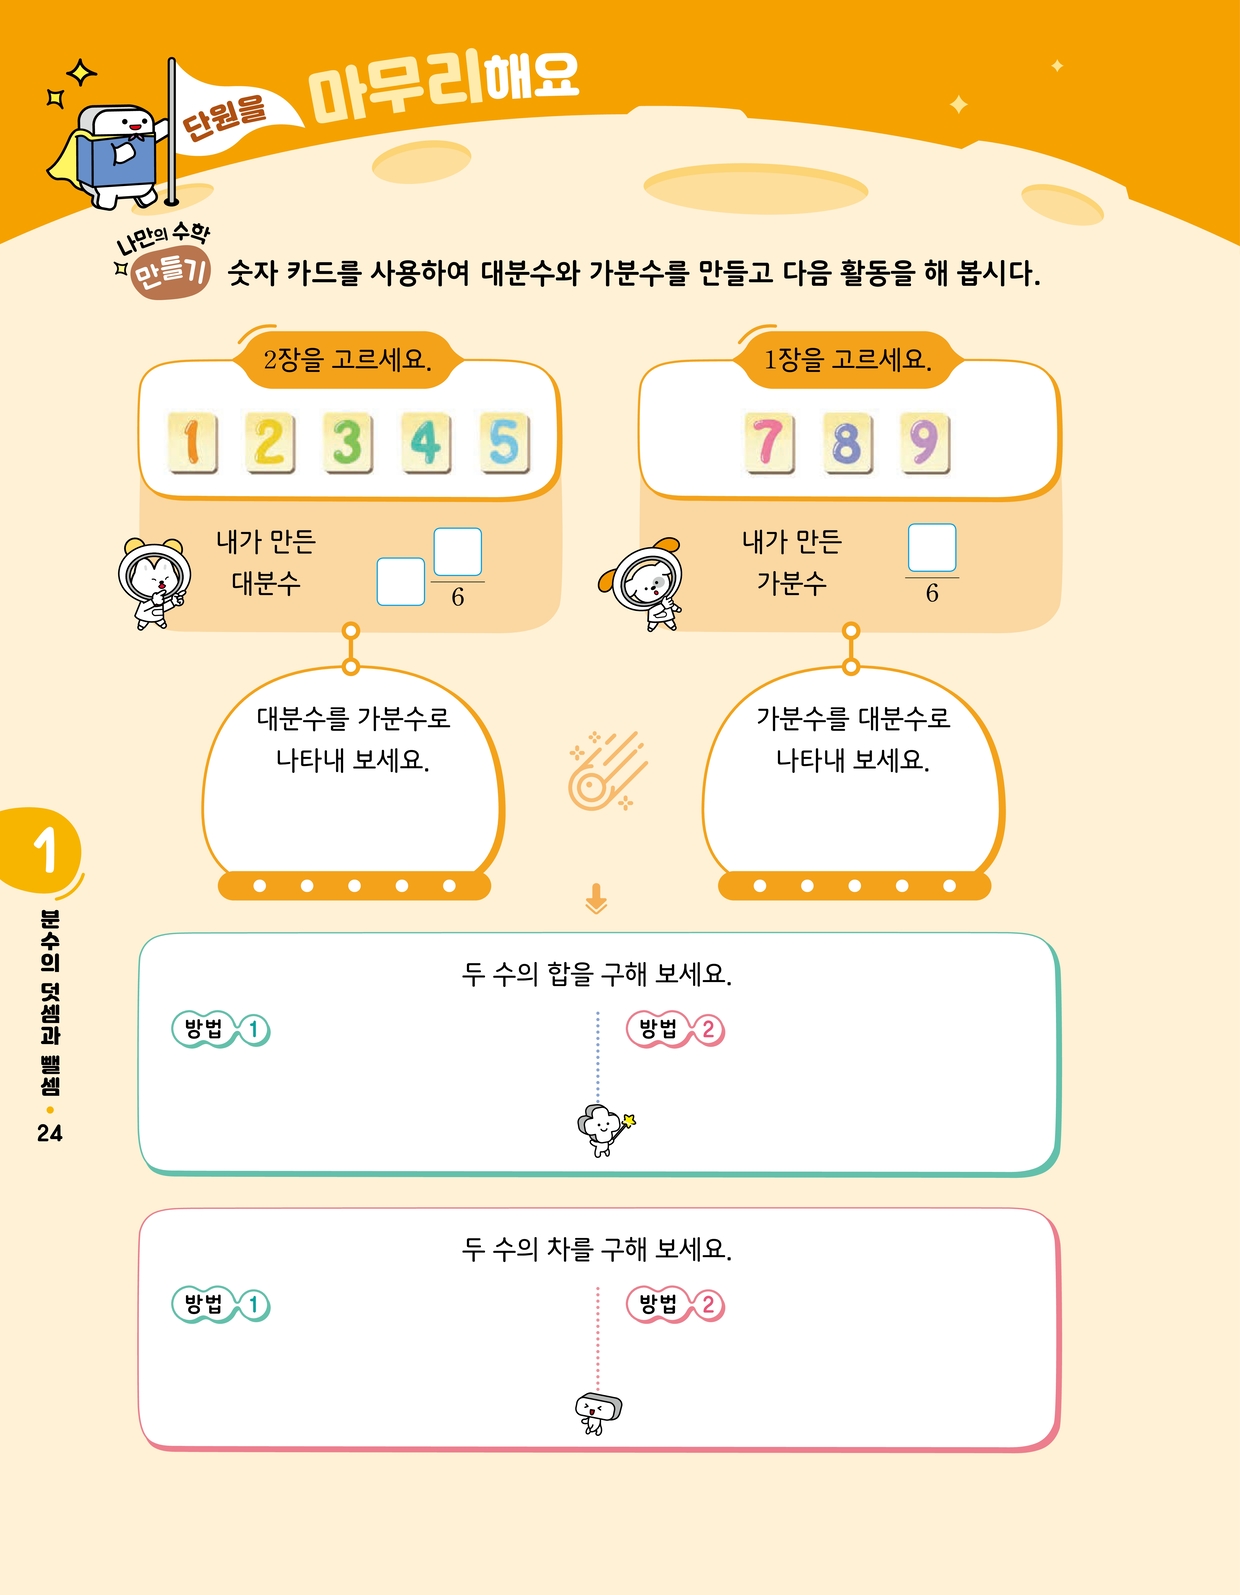 단원을 마무리해요
나만의 수학
만들기
숫자 카드를 사용하여 대분수와 가분수를 만들고 다음 활동을 해 봅시다.
2장을 고르세요.
1 2 3 4 5
내가 만든
대분수
6
1장을 고르세요.
7 8 9
내가 만든
가분수
6
대분수를 가분수로
나타내 보세요.
가분수를 대분수로
나타내 보세요.
두 수의 합을 구해 보세요.
방법 1
방법 2
두 수의 차를 구해 보세요.
방법 1
방법 2
1
분수의 덧셈과 뺄셈
24